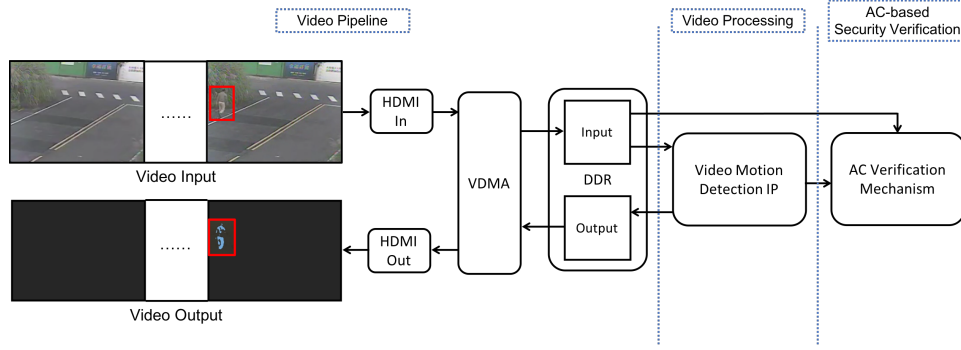 Video Pipeline
Video Processing
AC-based
Security Verification
......
Video Input
HDMI
In
VDMA
Input
DDR
Output
Video Motion
Detection IP
AC Verification
Mechanism
......
HDMI
Out
Video Output